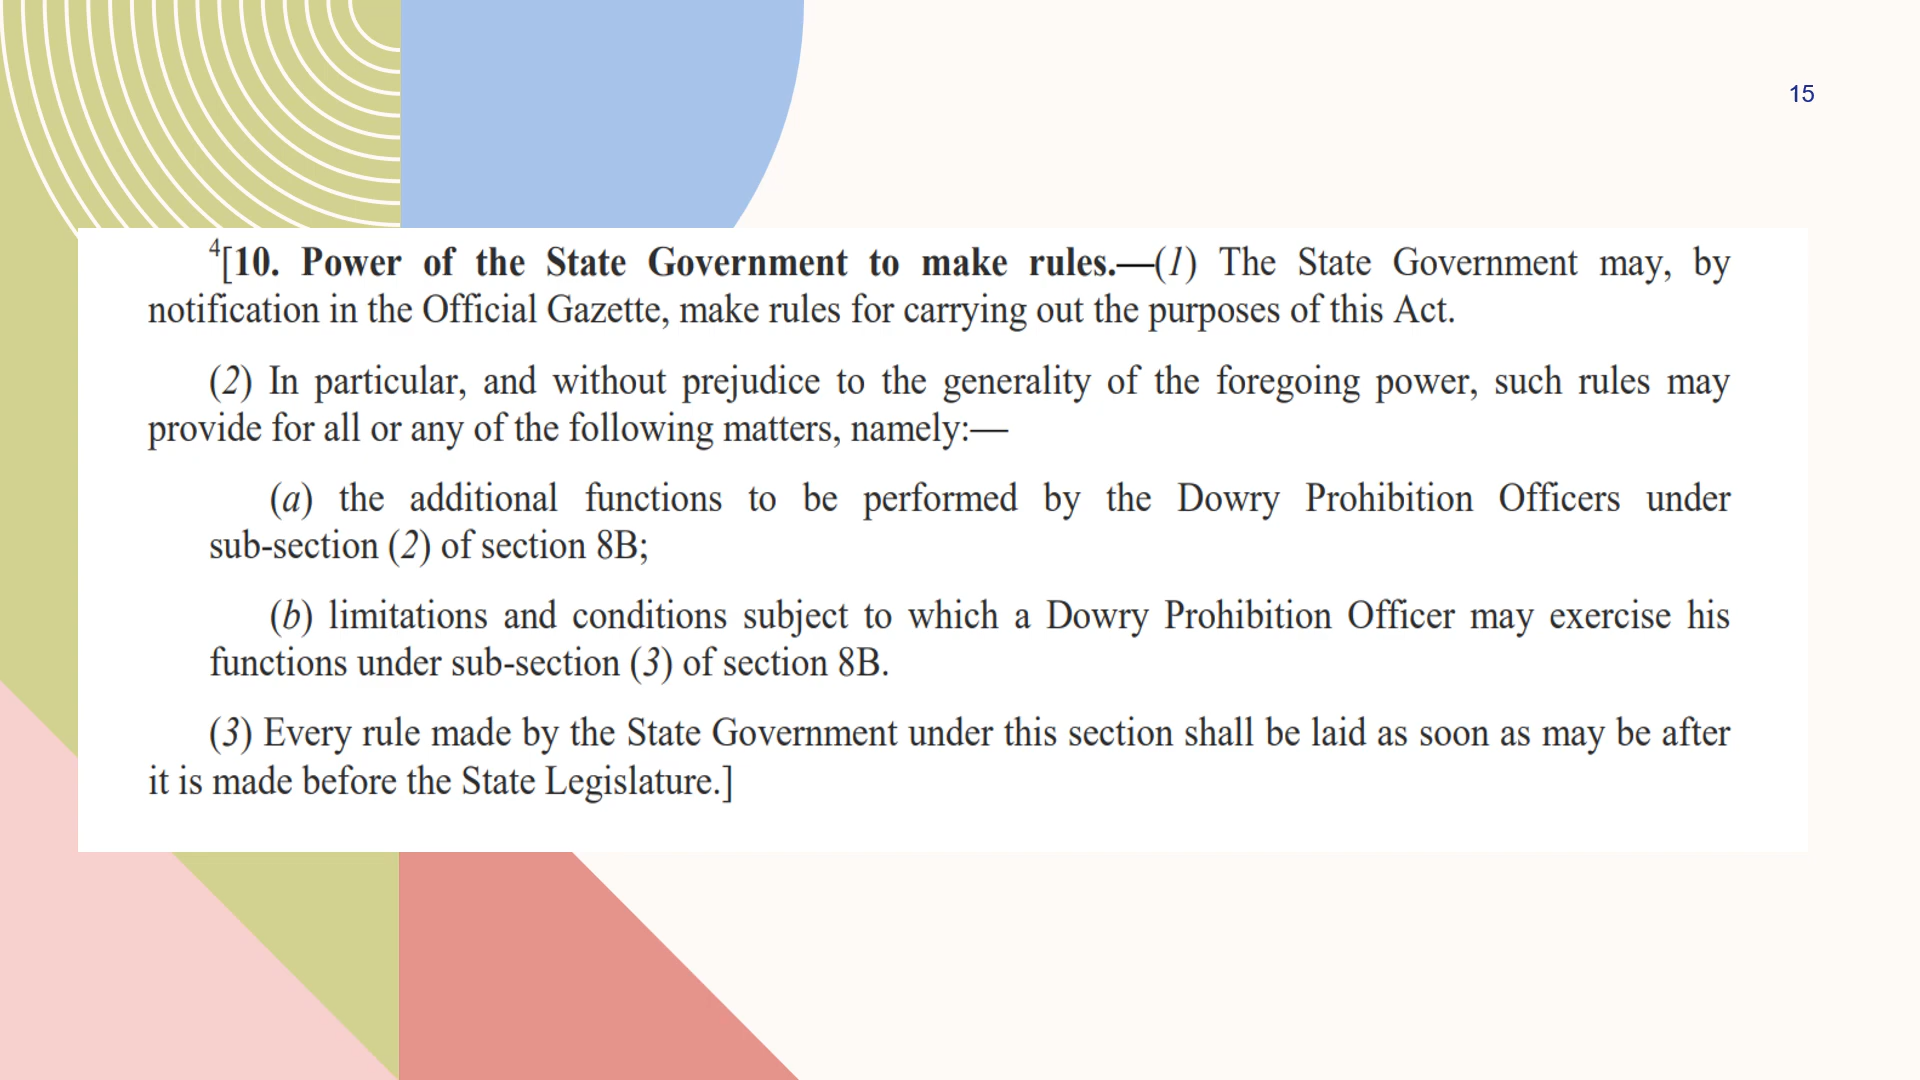 15
4[10. Power of the State Government to make rules.—(1) The State Government may, by
notification in the Official Gazette, make rules for carrying out the purposes of this Act.
(2) In particular, and without prejudice to the generality of the foregoing power, such rules may
provide for all or any of the following matters, namely:—
(a) the additional functions to be performed by the Dowry Prohibition Officers under
sub-section (2) of section 8B;
(b) limitations and conditions subject to which a Dowry Prohibition Officer may exercise his
functions under sub-section (3) of section 8B.
(3) Every rule made by the State Government under this section shall be laid as soon as may be after
it is made before the State Legislature.]